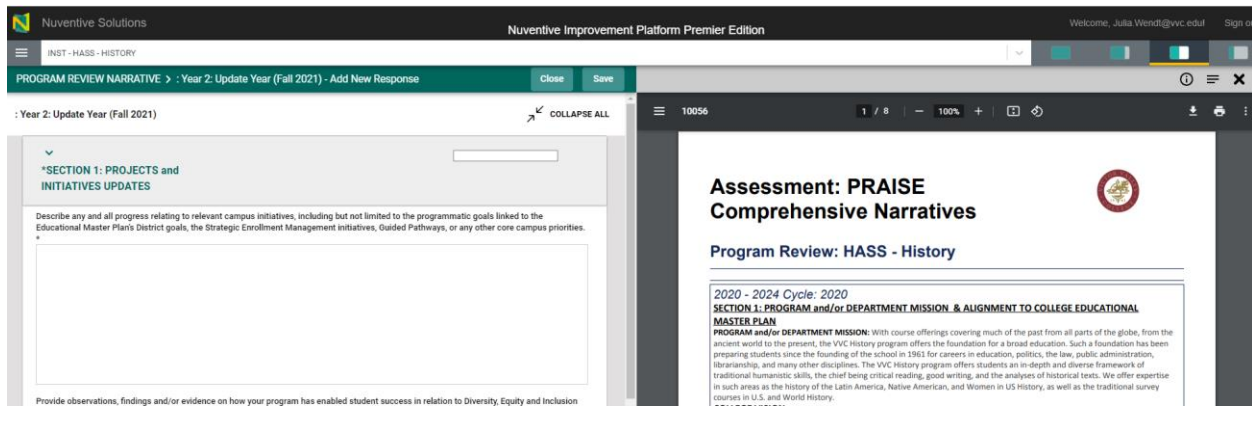 Nuventive Solutions
Nuventive Improvement Platform Premier Edition
Welcome, Julia.Wendt@vvc.edu!
Sign
INST - HASS - HISTORY
PROGRAM REVIEW NARRATIVE > : Year 2: Update Year (Fall 2021) - Add New Response
Close
Save
: Year 2: Update Year (Fall 2021)
COLLAPSE ALL
*SECTION 1: PROJECTS and
INITIATIVES UPDATES
Describe any and all progress relating to relevant campus initiatives, including but not limited to the programmatic goals linked to the
Educational Master Plan's District goals, the Strategic Enrollment Management initiatives, Guided Pathways, or any other core campus priorities.
*
Provide observations, findings and/or evidence on how your program has enabled student success in relation to Diversity, Equity and Inclusion
10056
1 / 8
100%
Assessment: PRAISE
Comprehensive Narratives
Program Review: HASS - History
2020 - 2024 Cycle: 2020
SECTION 1: PROGRAM and/or DEPARTMENT MISSION & ALIGNMENT TO COLLEGE EDUCATIONAL
MASTER PLAN
PROGRAM and/or DEPARTMENT MISSION: With course offerings covering much of the past from all parts of the globe, from the
ancient world to the present, the VVC History program offers the foundation for a broad education. Such a foundation has been
preparing students since the founding of the school in 1961 for careers in education, politics, the law, public administration,
librarianship, and many other disciplines. The VVC History program offers students an in-depth and diverse framework of
traditional humanistic skills, the chief being critical reading, good writing, and the analyses of historical texts. We offer expertise
in such areas as the history of the Latin America, Native American, and Women in US History, as well as the traditional survey
courses in U.S. and World History.